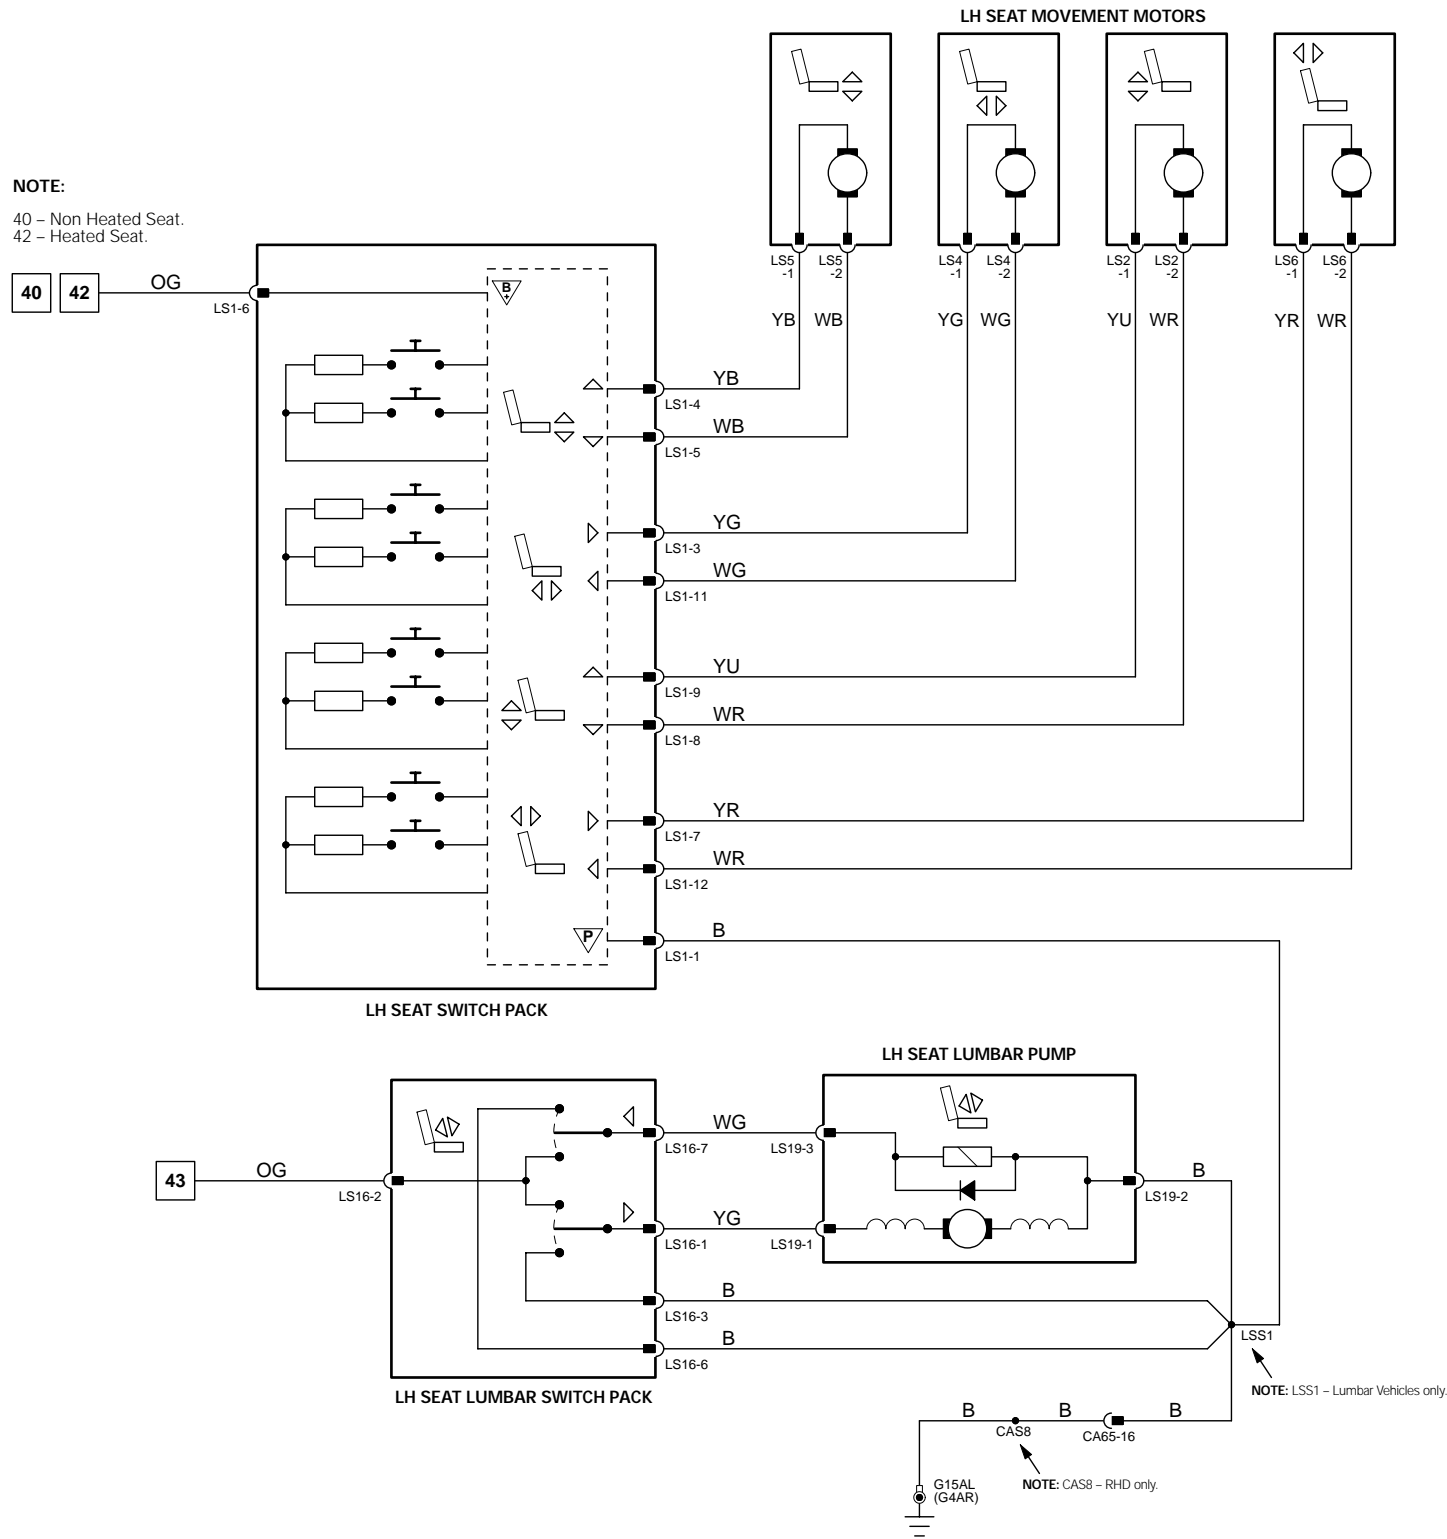 LH SEAT MOVEMENT MOTORS
NOTE:
40 – Non Heated Seat.
42 – Heated Seat.
40
42
OG
LS1-6
B
+
LS5
-1
LS5
-2
LS4
-1
LS4
-2
LS2
-1
LS2
-2
LS6
-1
LS6
-2
YB
WB
YG
WG
YU
WR
YR
WR
YB
LS1-4
WB
LS1-5
YG
LS1-3
WG
LS1-11
YU
LS1-9
WR
LS1-8
YR
LS1-7
WR
LS1-12
P
B
LS1-1
LH SEAT SWITCH PACK
LH SEAT LUMBAR PUMP
43
OG
LS16-2
WG
LS16-7
LS19-3
YG
LS16-1
LS19-1
B
LS19-2
B
LS16-3
B
LS16-6
LSS1
NOTE: LSS1 – Lumbar Vehicles only.
LH SEAT LUMBAR SWITCH PACK
B
CAS8
B
CA65-16
B
NOTE: CAS8 – RHD only.
G15AL
(G4AR)